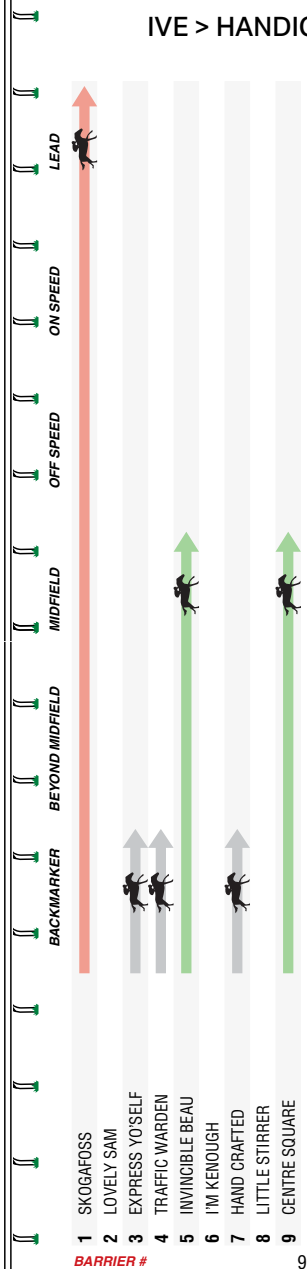 IVE > HANDIC
LEAD
ON SPEED
OFF SPEED
MIDFIELD
BEYOND MIDFIELD
BACKMARKER
1 SKOGAFOSS
2 LOVELY SAM
3 EXPRESS YO'SELF
4 TRAFFIC WARDEN
5 INVINCIBLE BEAU
6 I'M KENOUGH
7 HAND CRAFTED
8 LITTLE STIRRER
9 CENTRE SQUARE
BARRIER #
9